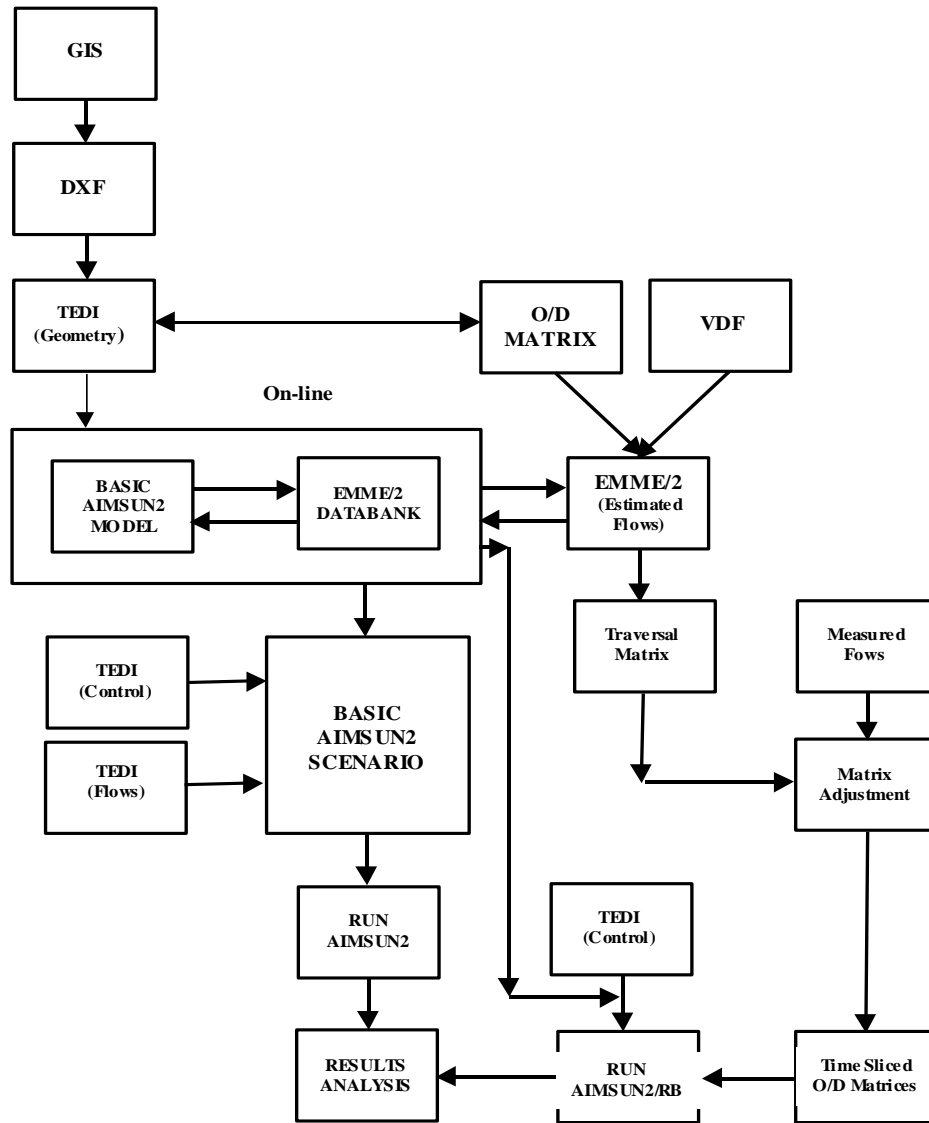 GIS
DXF
TEDI
(Geometry)
O/D
MATRIX
VDF
On-line
BASIC
AIMSUN2
MODEL
EMME/2
DATABANK
EMME/2
(Estimated
Flows)
Traversal
Matrix
Measured
Fows
TEDI
(Control)
BASIC
AIMSUN2
SCENARIO
TEDI
(Flows)
Matrix
Adjustment
RUN
AIMSUN2
TEDI
(Control)
RESULTS
ANALYSIS
RUN
AIMSUN2/RB
Time Sliced
O/D Matrices